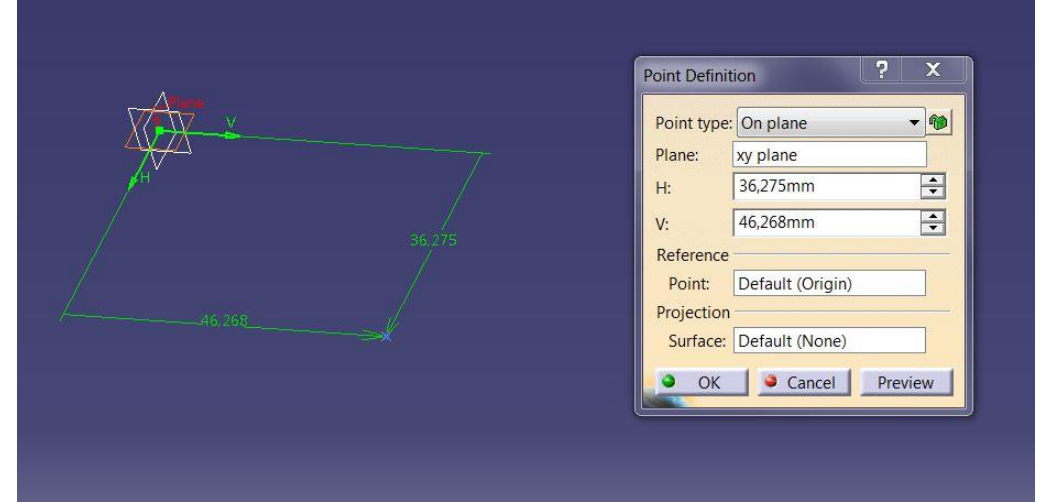 Plane
V
H
36,275
46,268
Point Definition
? X
Point type: On plane
Plane: xy plane
H: 36,275mm
V: 46,268mm
Reference
Point: Default (Origin)
Projection
Surface: Default (None)
OK Cancel Preview